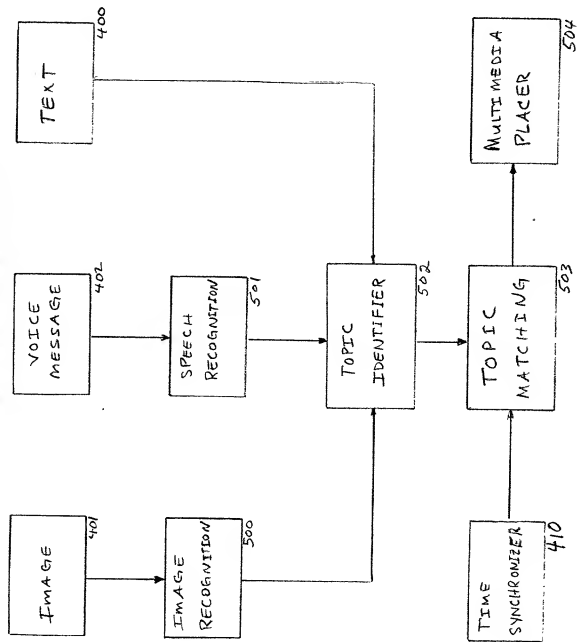 IMAGE
401
VOICE
MESSAGE
402
TEXT
400
IMAGE
RECOGNITION
500
SPEECH
RECOGNITION
501
TOPIC
IDENTIFIER
502
TIME
SYNCHRONIZER
410
TOPIC
MATCHING
503
MULTIMEDIA
PLACER
504